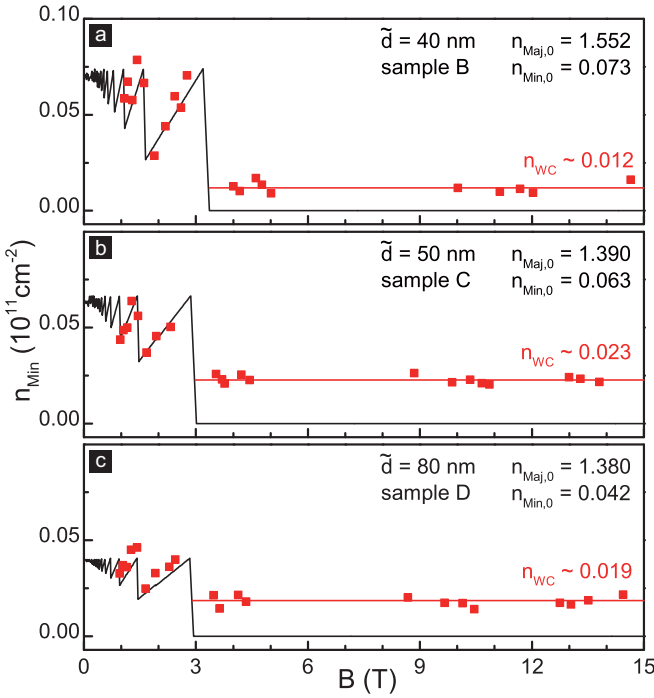 a
d̃ = 40 nm n_Maj,0 = 1.552
sample B n_Min,0 = 0.073
n_WC ~ 0.012
0.10
0.05
0.00
b
d̃ = 50 nm n_Maj,0 = 1.390
sample C n_Min,0 = 0.063
n_WC ~ 0.023
0.05
0.00
n_Min (10^11cm^-2)
c
d̃ = 80 nm n_Maj,0 = 1.380
sample D n_Min,0 = 0.042
n_WC ~ 0.019
0.05
0.00
0 3 6 9 12 15
B (T)